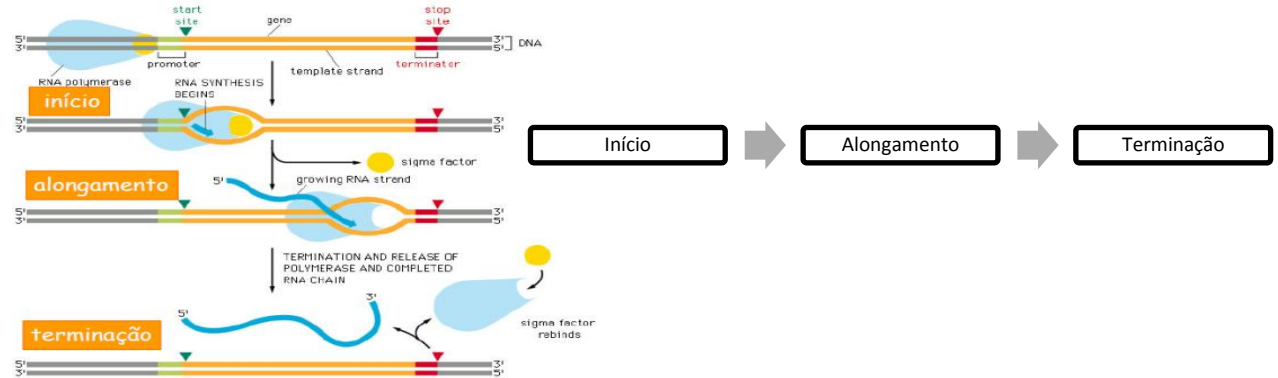 start
site
gene
stop
site
5'
3'
3'
5'
DNA
promoter
template strand
terminater
RNA polymerase
RNA SYNTHESIS
BEGINS
início
5'
3'
3'
5'
sigma factor
alongamento
5'
growing RNA strand
5'
3'
3'
5'
TERMINATION AND RELEASE OF
POLYMERASE AND COMPLETED
RNA CHAIN
5'
3'
sigma factor
rebinds
terminação
5'
3'
3'
5'
Início
Alongamento
Terminação